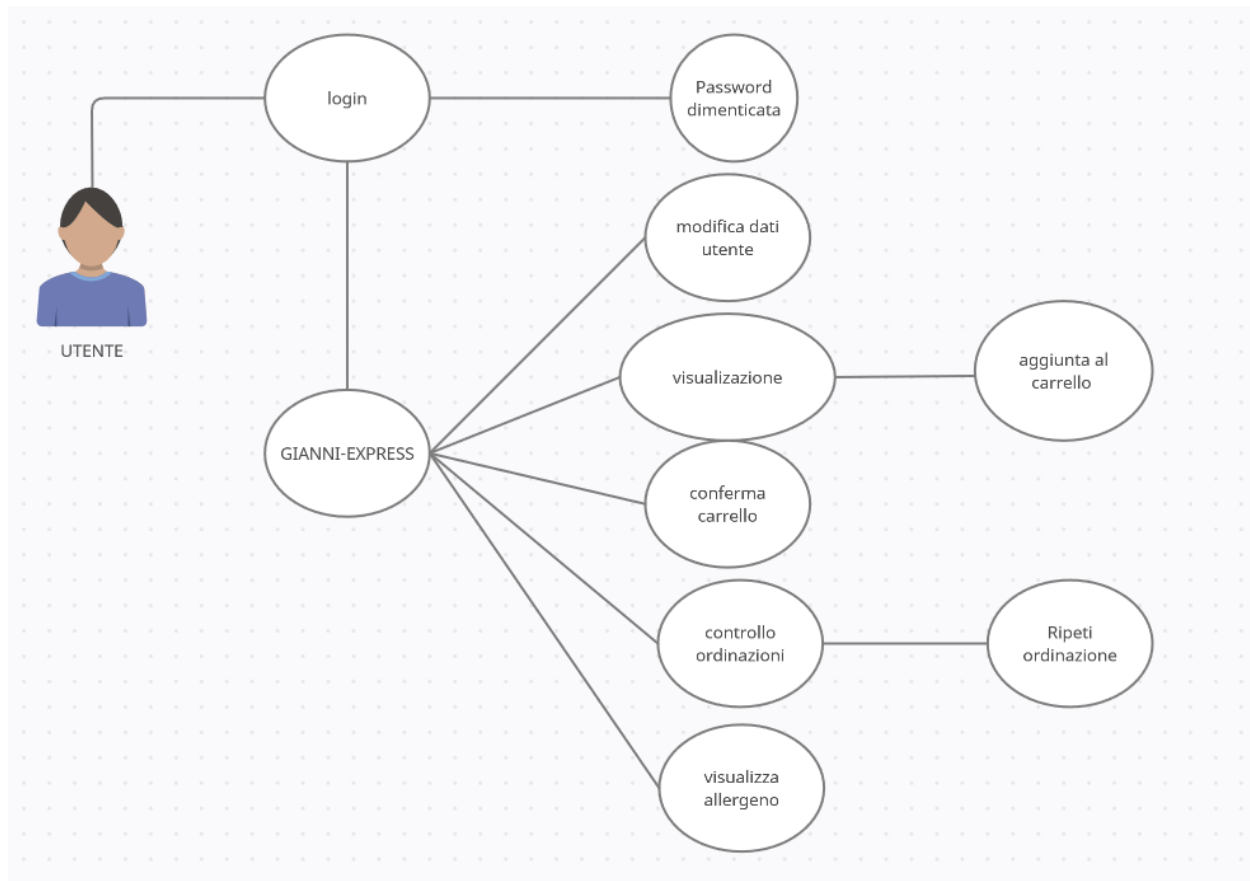 login
Password
dimenticata
modifica dati
utente
UTENTE
visualizazione
aggiunta al
carrello
GIANNI-EXPRESS
conferma
carrello
controllo
ordinazioni
Ripeti
ordinazione
visualizza
allergeno